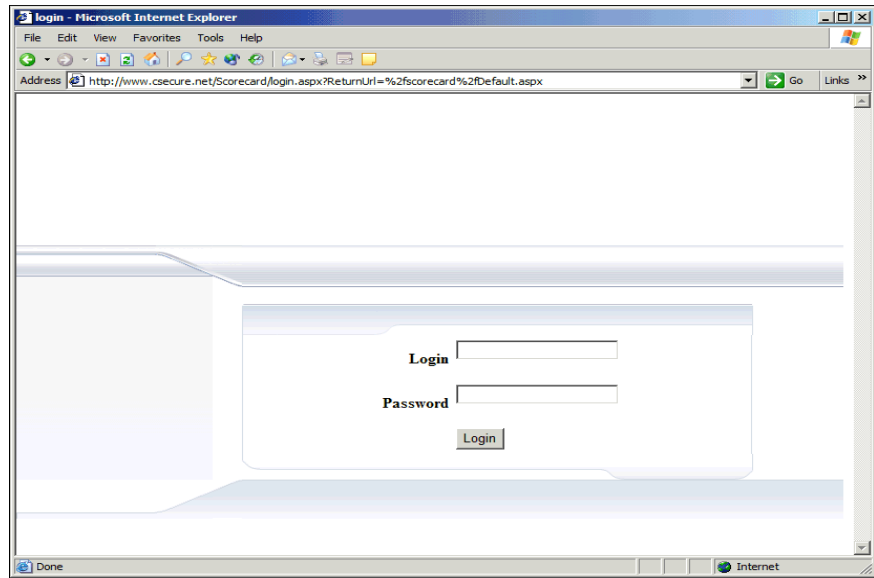 login - Microsoft Internet Explorer
File Edit View Favorites Tools Help
Address http://www.csecure.net/Scorecard/login.aspx?ReturnUrl=%2fscorecard%2fDefault.aspx Go Links »
Login
Password
Login
Done Internet